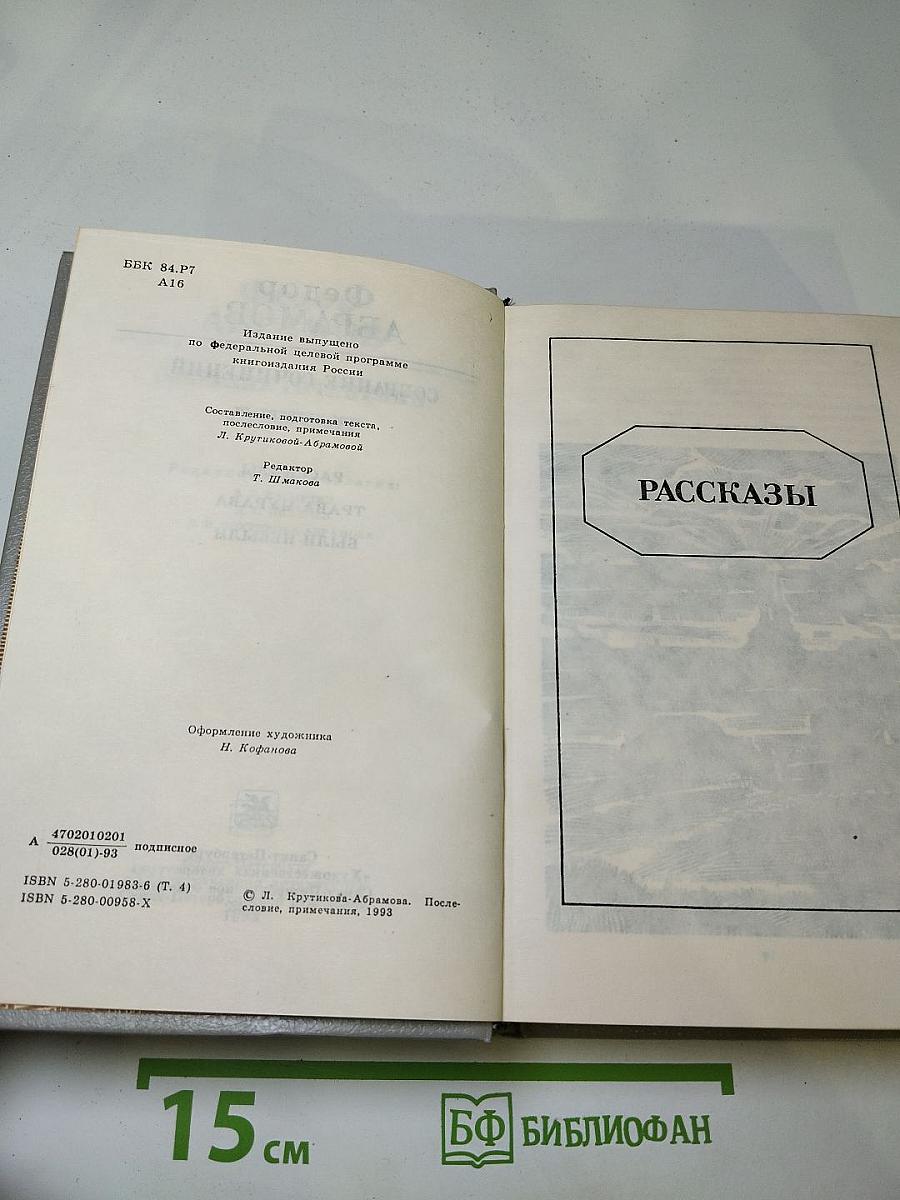 ББК 84.Р7
А16
Издание выпущено
по федеральной целевой программе
книгоиздания России
Составление, подготовка текста,
послесловие, примечания
Л. Крутиковой-Абрамовой
Редактор
Т. Шмакова
Оформление художника
Н. Кофанова
А 4702010201
028(01)-93 подписное
ISBN 5-280-01983-6 (Т. 4)
ISBN 5-280-00958-X
© Л. Крутикова-Абрамова. После-
словие, примечания, 1993
РАССКАЗЫ
15 см
БФ БИБЛИОФАН